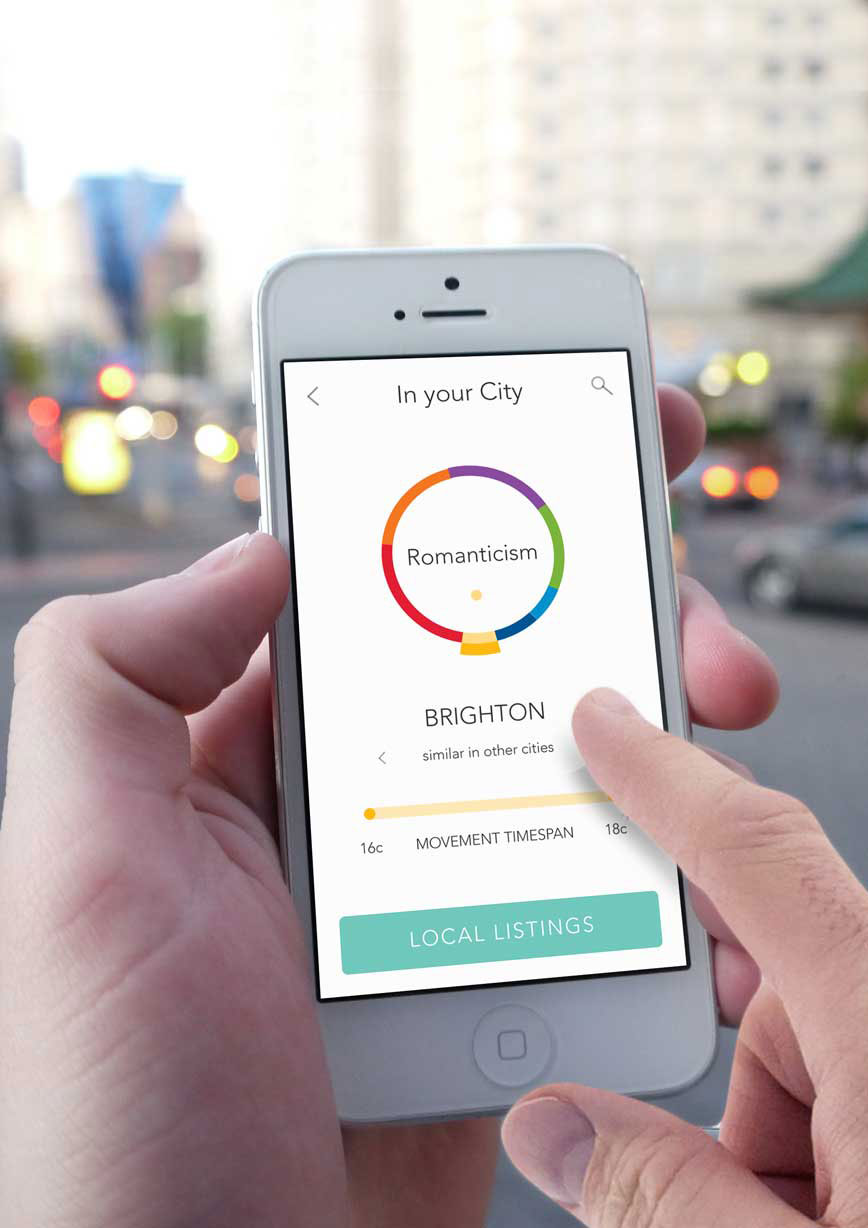 In your City
Romanticism
BRIGHTON
similar in other cities
16c MOVEMENT TIMESPAN 18c
LOCAL LISTINGS